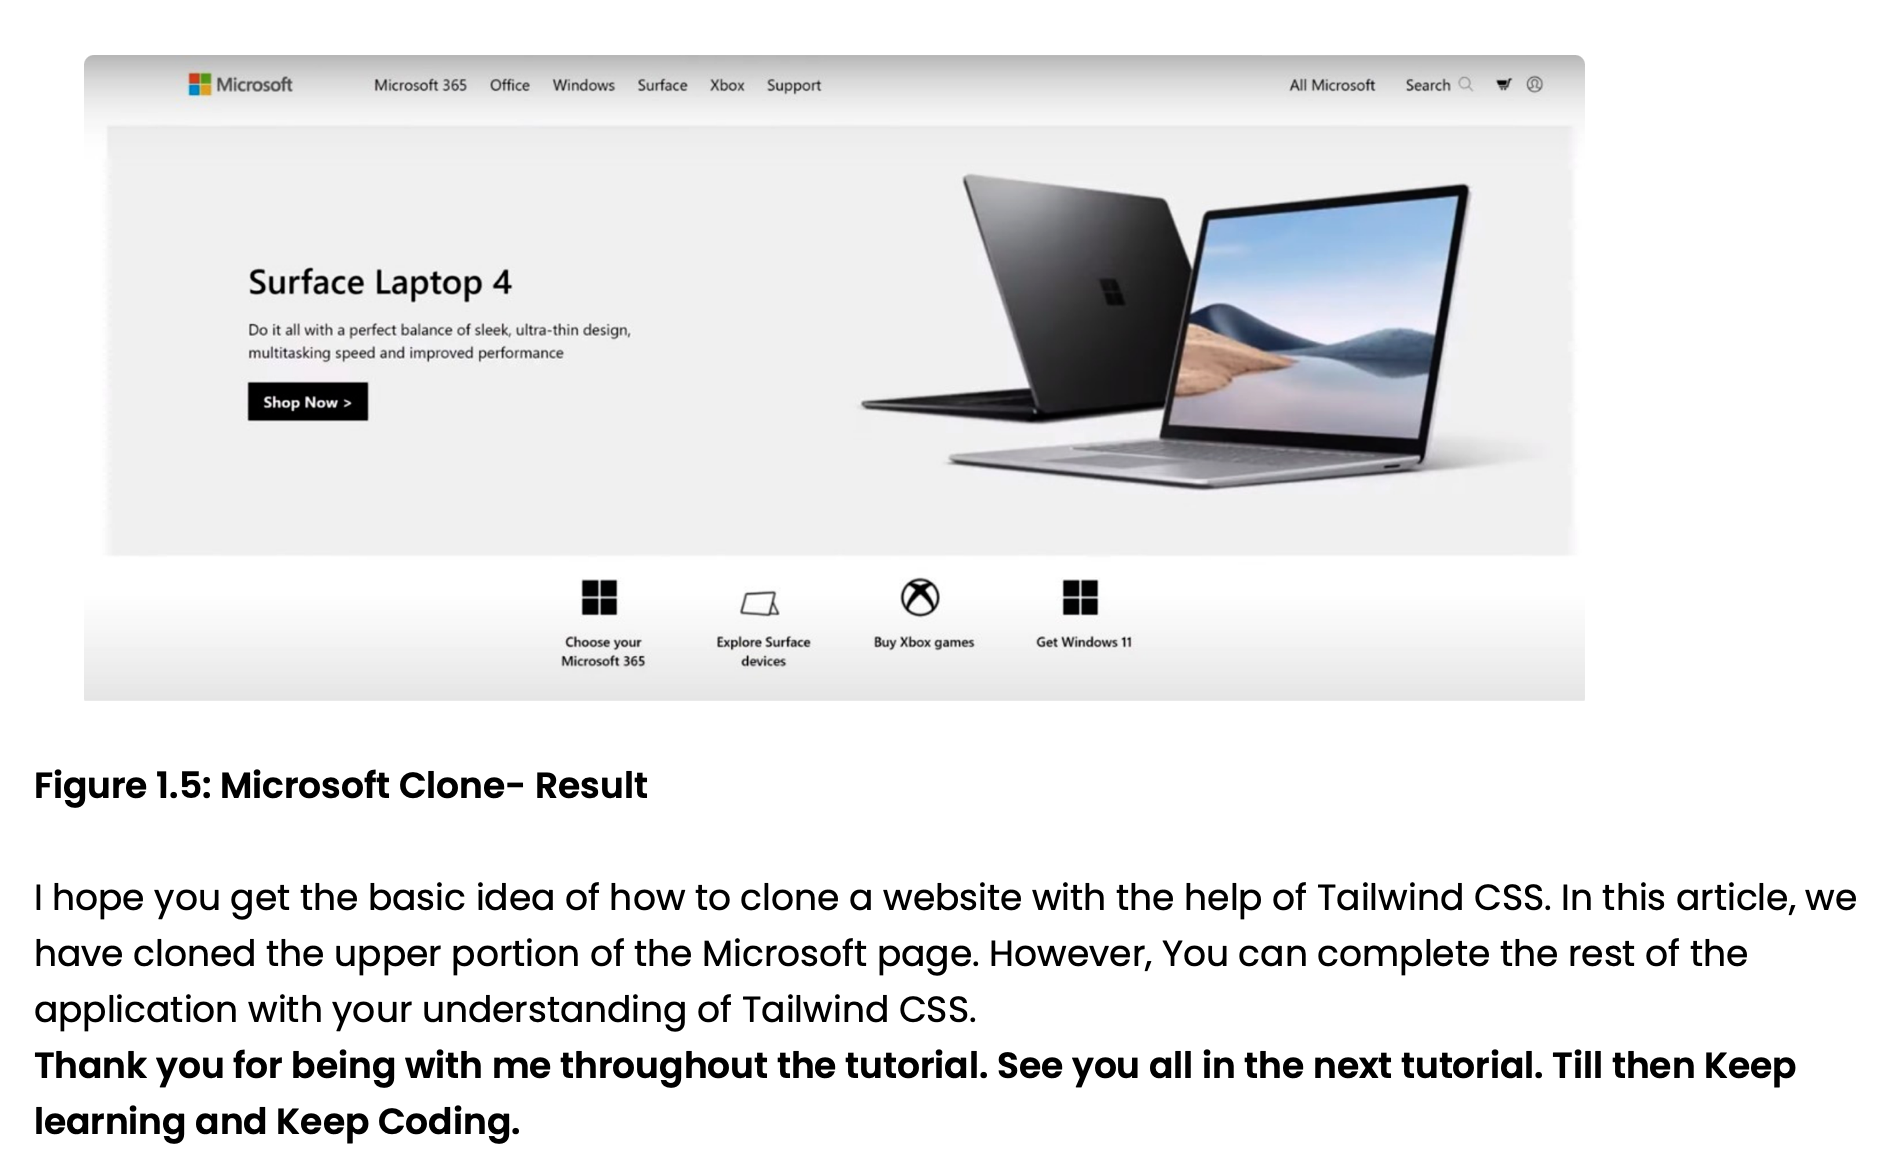 Microsoft Microsoft 365 Office Windows Surface Xbox Support All Microsoft Search
Surface Laptop 4
Do it all with a perfect balance of sleek, ultra-thin design,
multitasking speed and improved performance
Shop Now >
Choose your
Microsoft 365
Explore Surface
devices
Buy Xbox games
Get Windows 11
Figure 1.5: Microsoft Clone- Result
I hope you get the basic idea of how to clone a website with the help of Tailwind CSS. In this article, we
have cloned the upper portion of the Microsoft page. However, You can complete the rest of the
application with your understanding of Tailwind CSS.
Thank you for being with me throughout the tutorial. See you all in the next tutorial. Till then Keep
learning and Keep Coding.